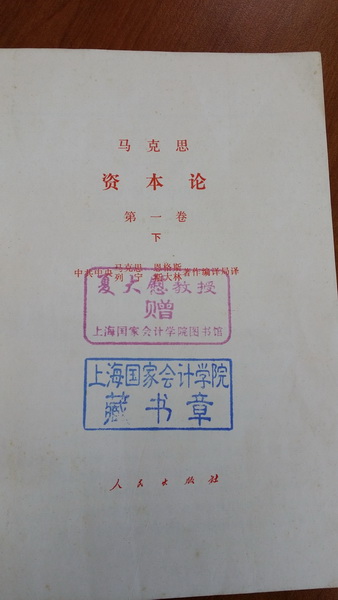 马克思
资本论
第一卷
下
中共中央马克思 恩格斯列宁 斯大林著作编译局译
夏大慰教授
赠
上海国家会计学院图书馆
上海国家会计学院
藏书章
人民出版社